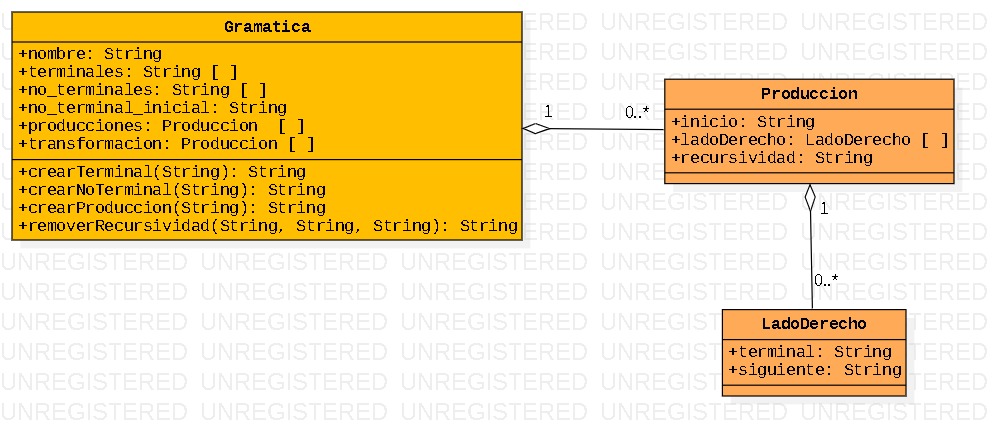 Gramatica
+nombre: String
+terminales: String [ ]
+no_terminales: String [ ]
+no_terminal_inicial: String
+producciones: Produccion  [ ]
+transformacion: Produccion [ ]
+crearTerminal(String): String
+crearNoTerminal(String): String
+crearProduccion(String): String
+removerRecursividad(String, String, String): String
1
0..*
Produccion
+inicio: String
+ladoDerecho: LadoDerecho [ ]
+recursividad: String
1
0..*
LadoDerecho
+terminal: String
+siguiente: String
UNREGISTERED UNREGISTERED UNREGISTERED UNREGISTERED UNREGISTERED